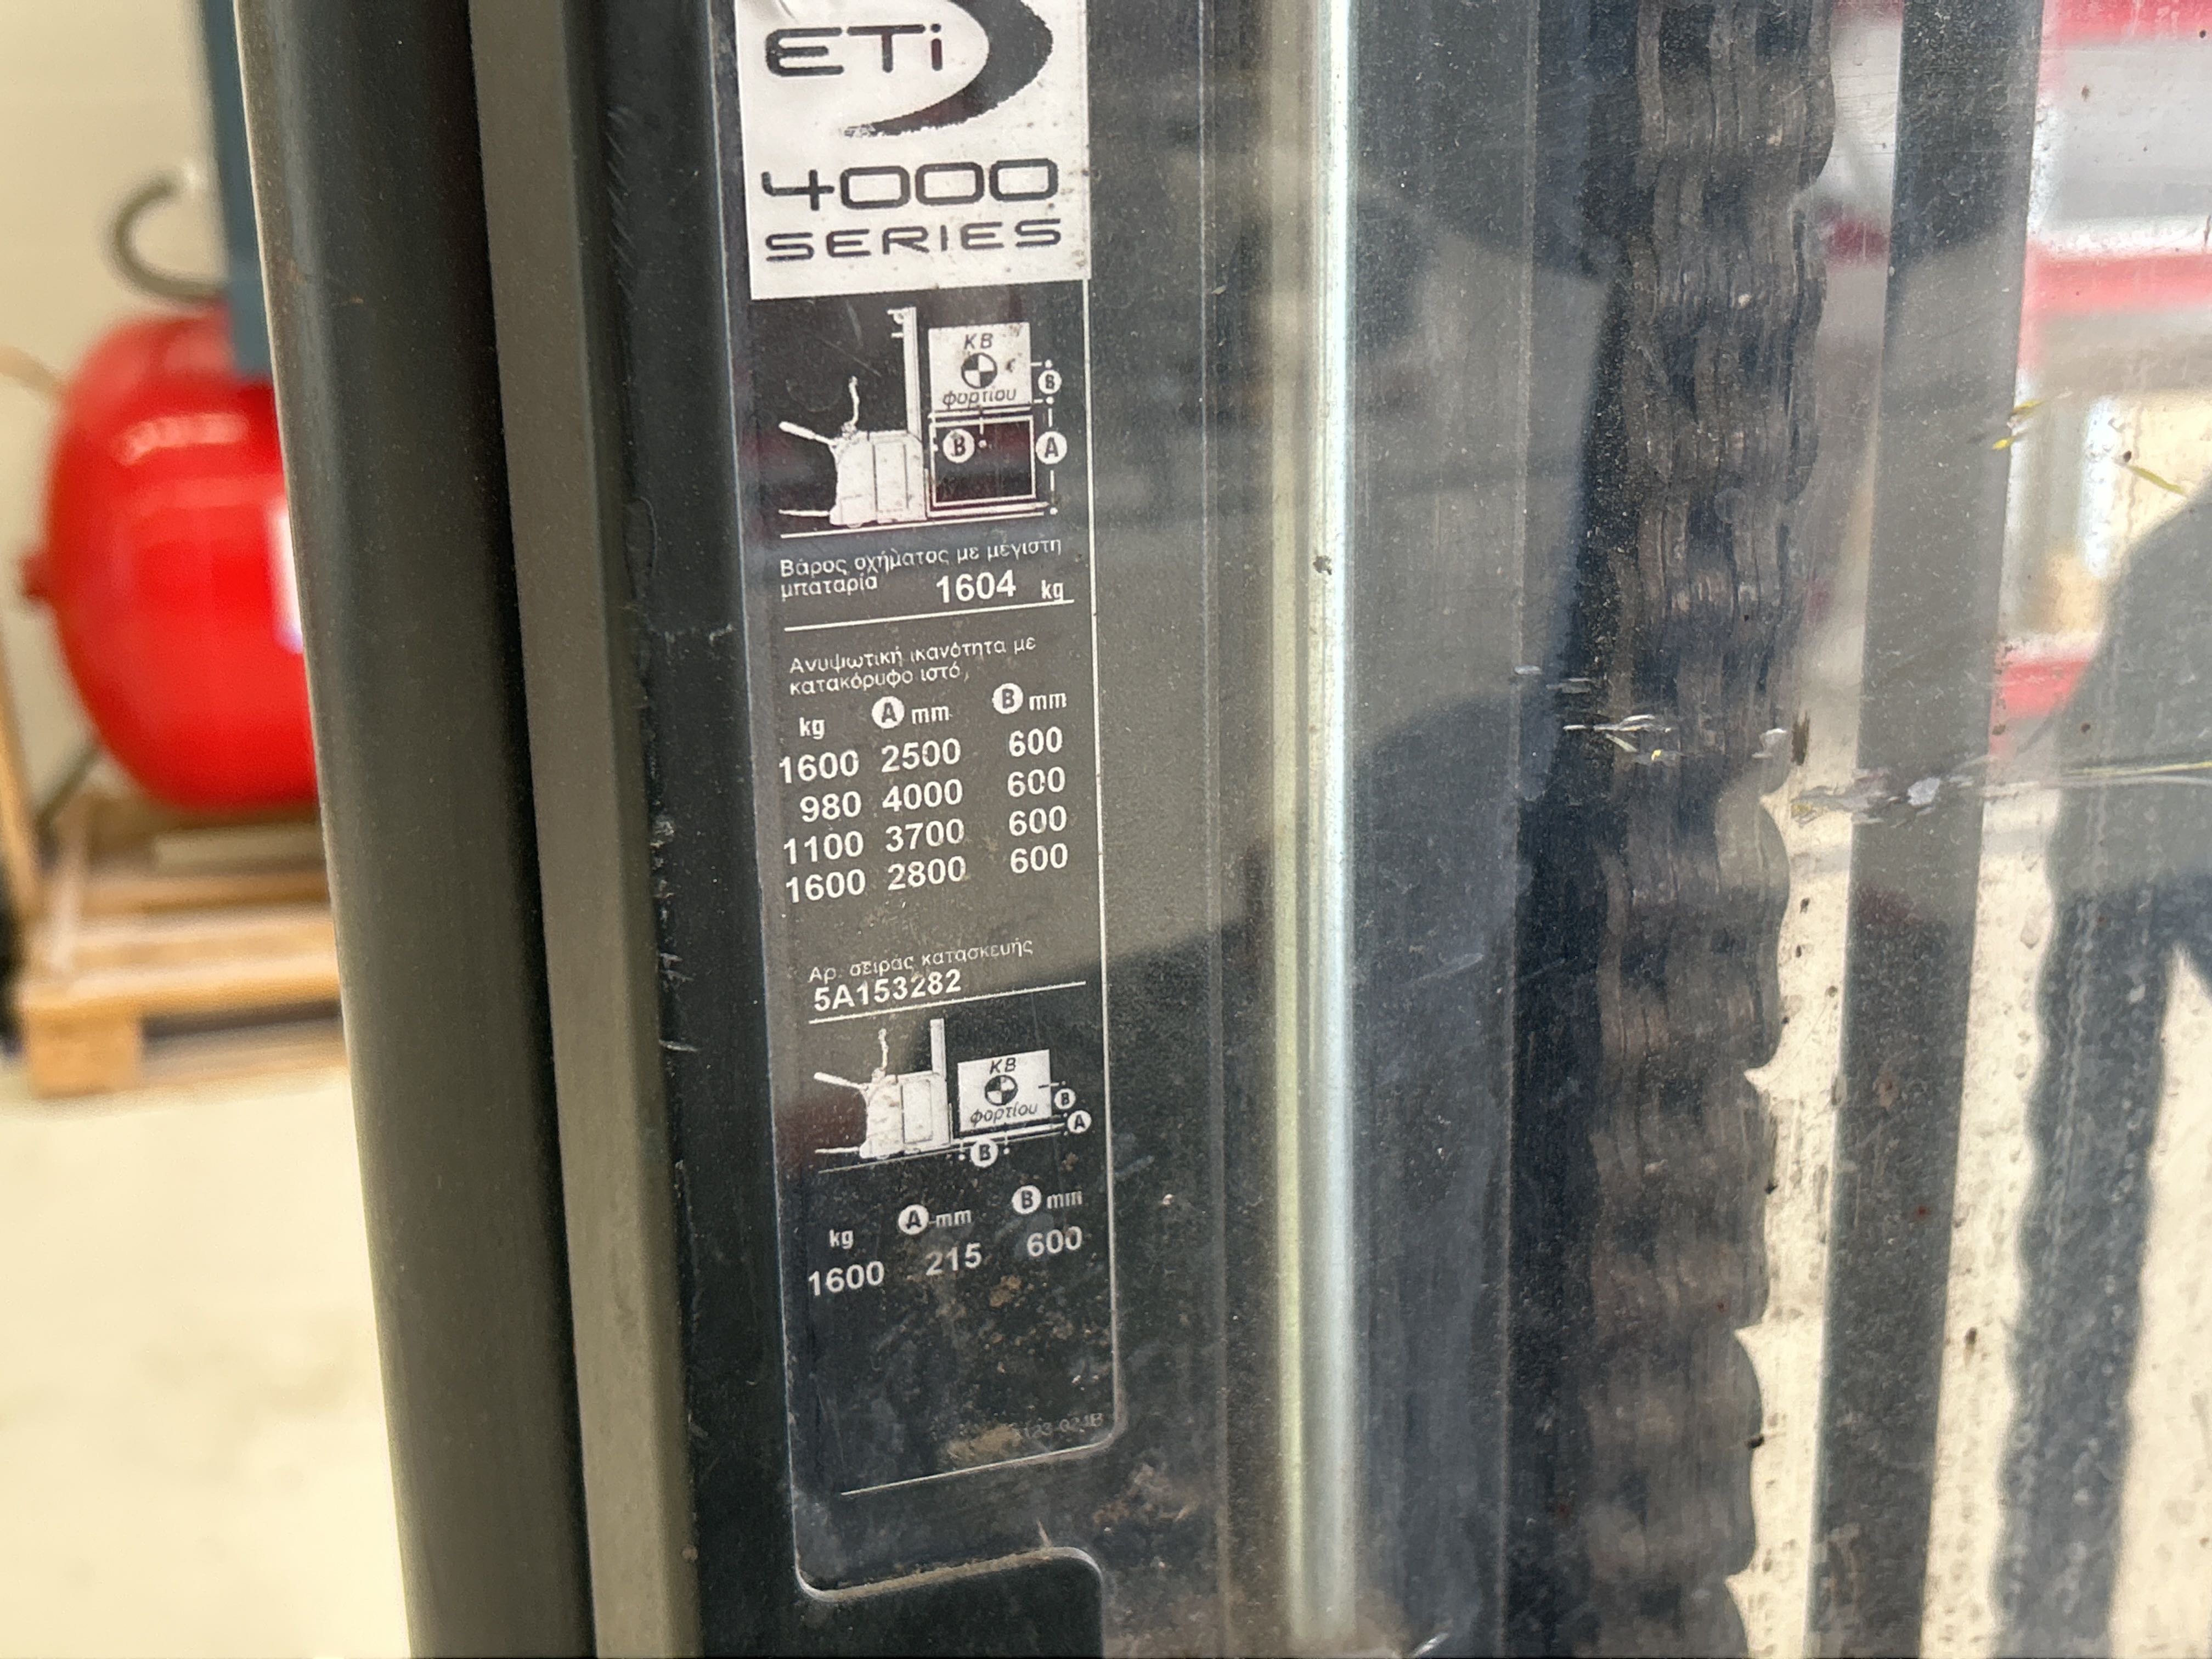 ETi
4000
SERIES
ΚΒ
φορτίου
B
B
A
Βάρος οχήματος με μέγιστη
μπαταρία 1604 kg
Ανυψωτική ικανότητα με
κατακόρυφο ιστό
kg A mm B mm
1600 2500 600
980 4000 600
1100 3700 600
1600 2800 600
Αρ. σειράς κατασκευής
5A153282
ΚΒ
φορτίου
B
A
B
kg A mm B mm
1600 215 600